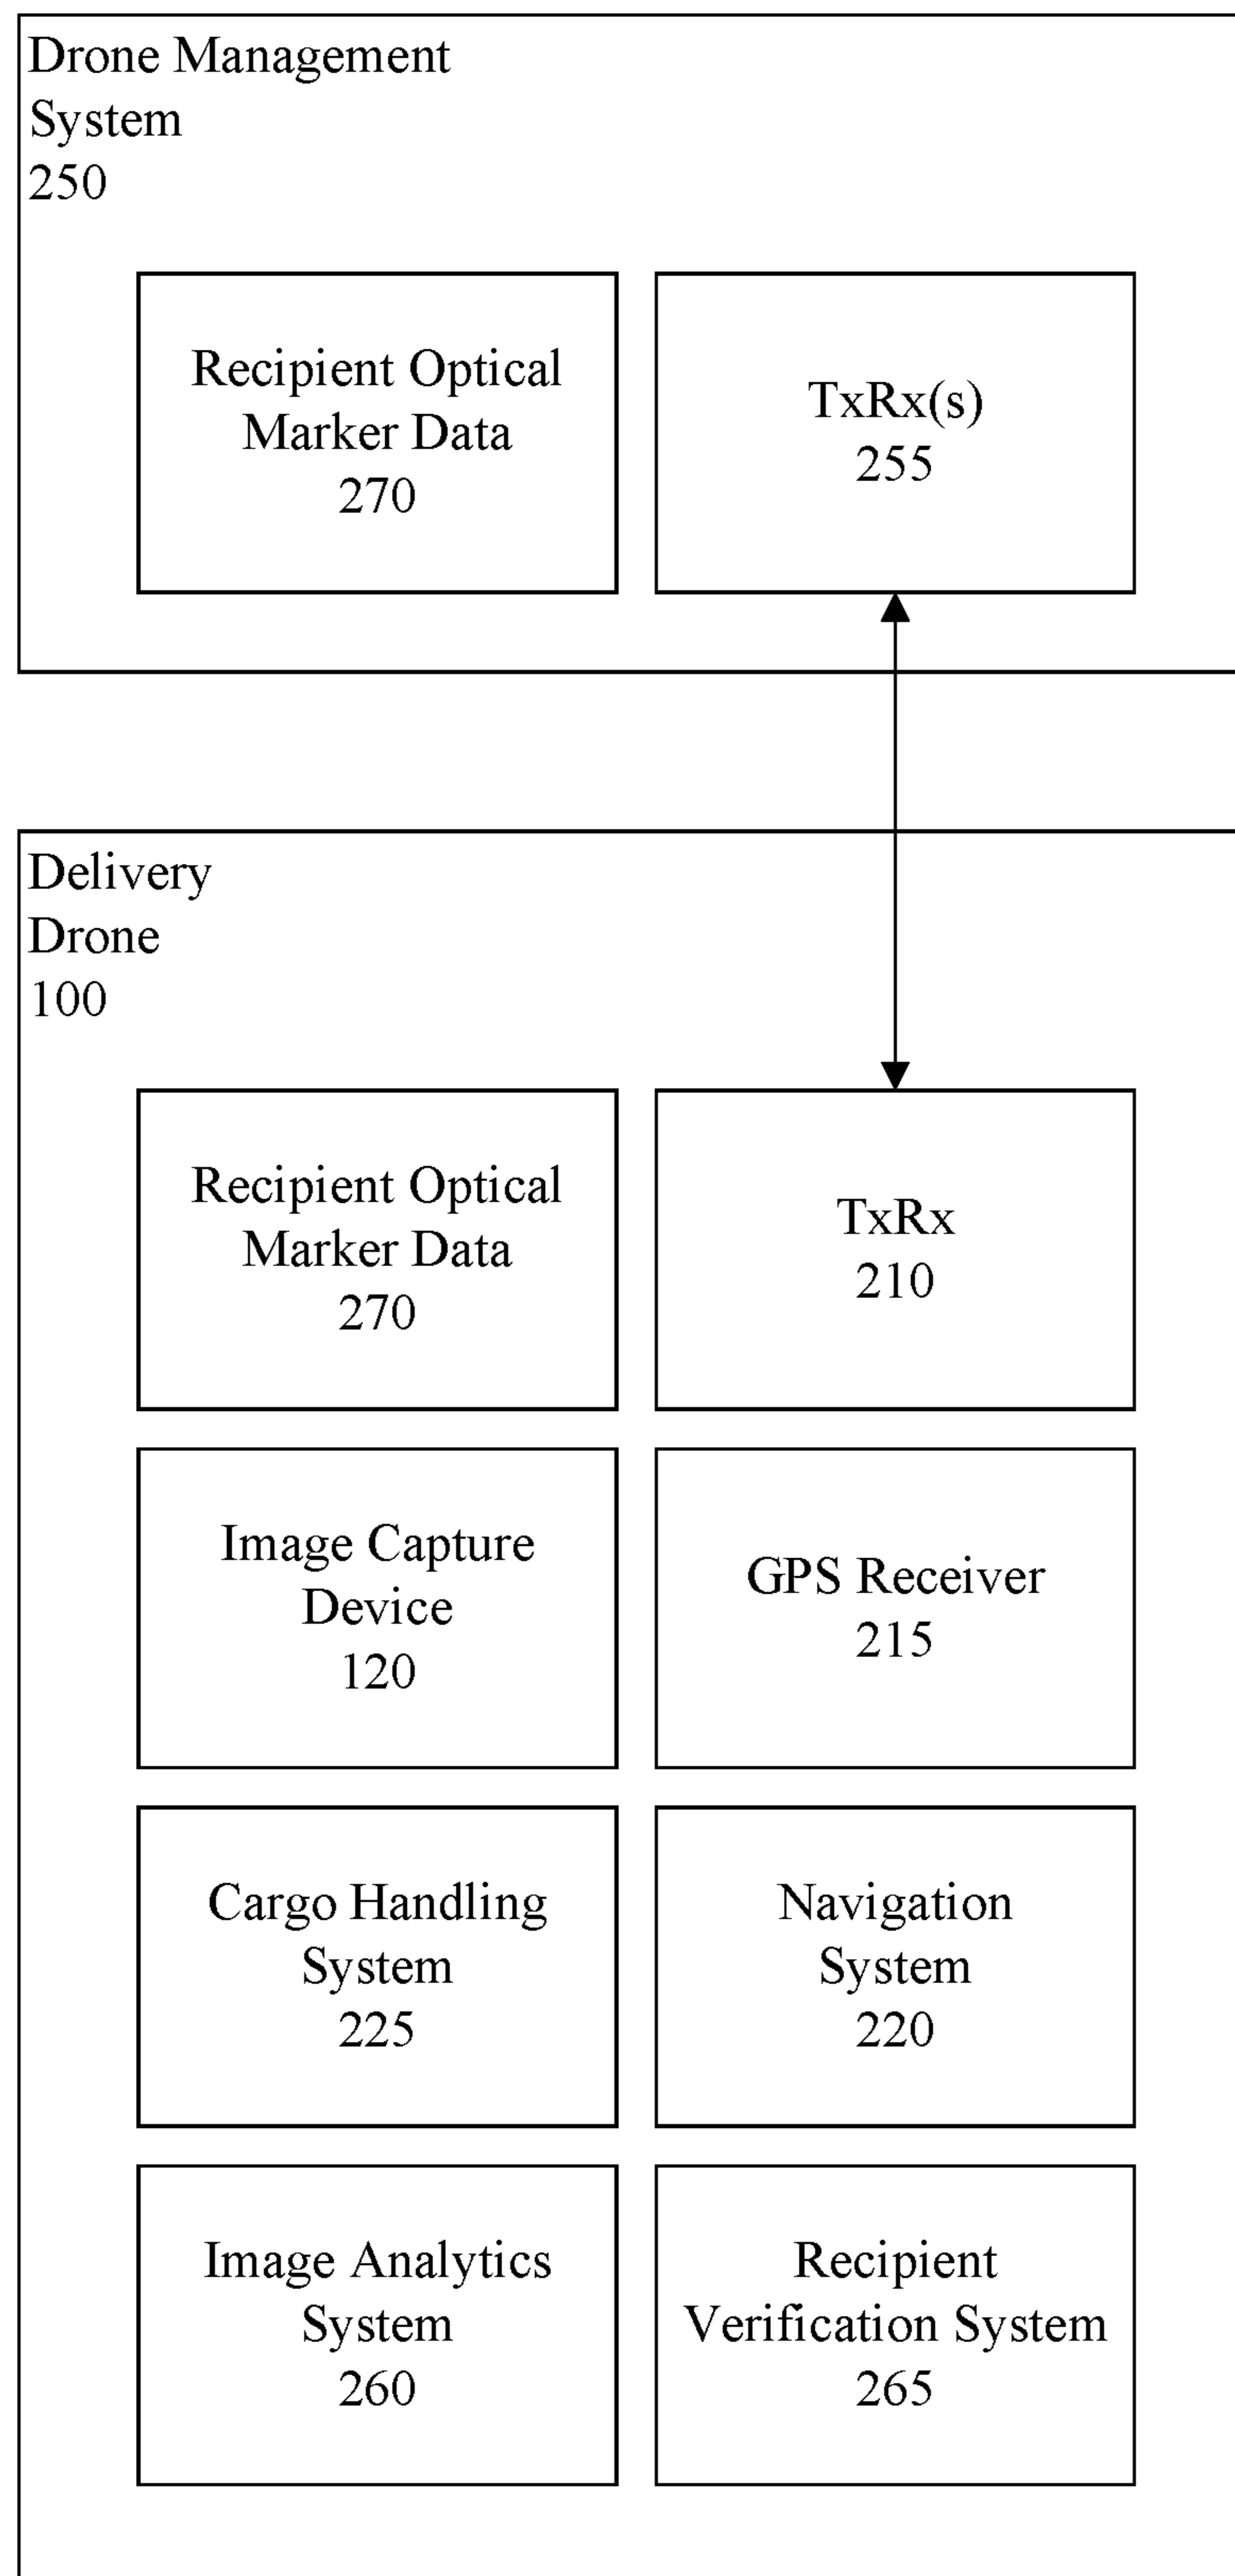 Drone Management
System
250
Recipient Optical
Marker Data
270
TxRx(s)
255
Delivery
Drone
100
Recipient Optical
Marker Data
270
TxRx
210
Image Capture
Device
120
GPS Receiver
215
Cargo Handling
System
225
Navigation
System
220
Image Analytics
System
260
Recipient
Verification System
265